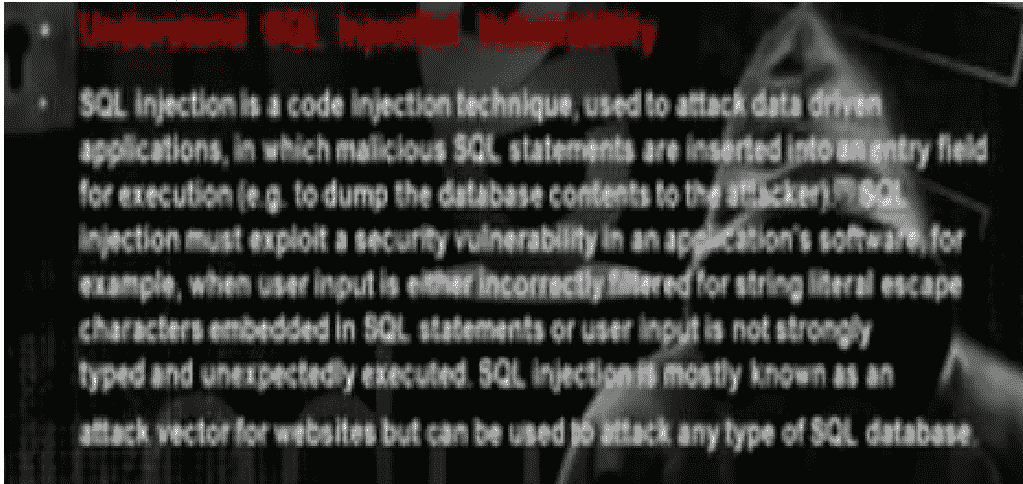 Understand SQL Injection Vulnerability
SQL injection is a code injection technique, used to attack data driven
applications, in which malicious SQL statements are inserted into an entry field
for execution (e.g. to dump the database contents to the attacker). SQL
injection must exploit a security vulnerability in an application's software, for
example, when user input is either incorrectly filtered for string literal escape
characters embedded in SQL statements or user input is not strongly
typed and unexpectedly executed. SQL injection is mostly known as an
attack vector for websites but can be used to attack any type of SQL database.